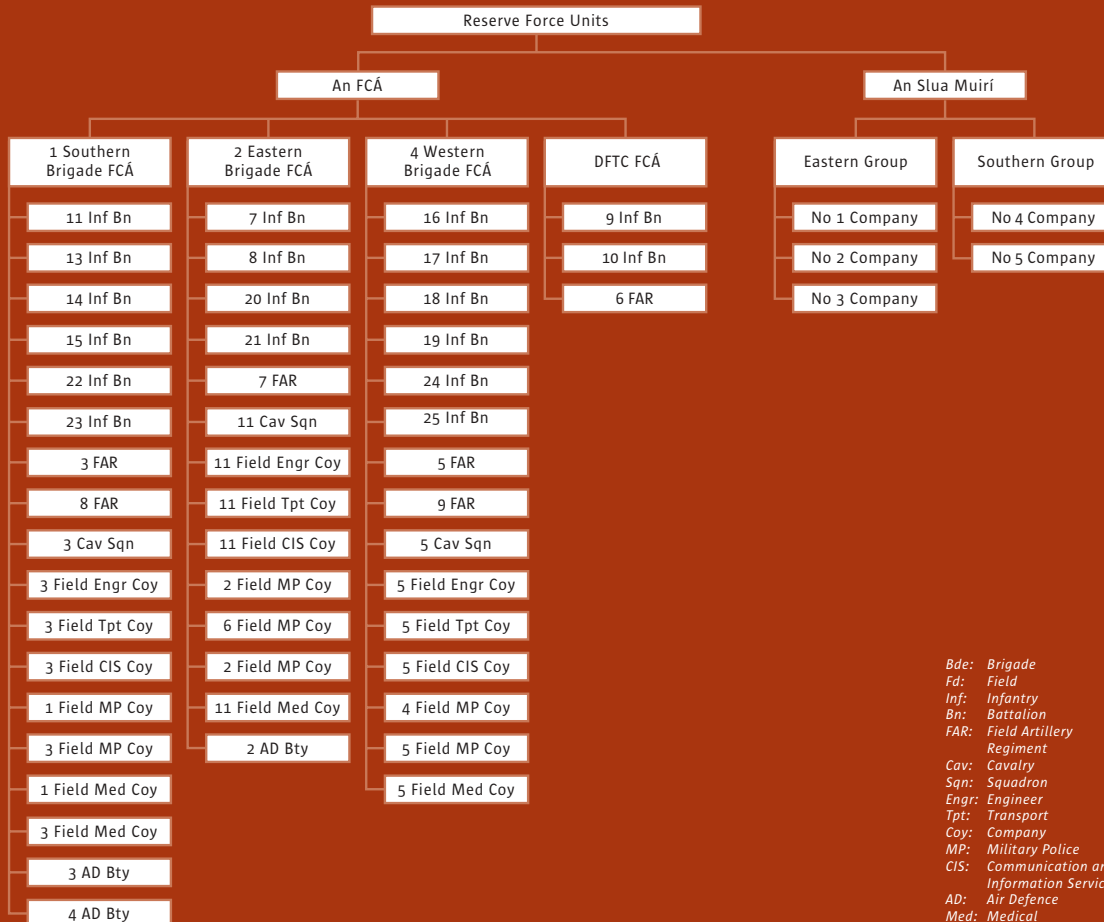 Reserve Force Units
An FCÁ
An Slua Muirí
1 Southern
Brigade FCÁ
2 Eastern
Brigade FCÁ
4 Western
Brigade FCÁ
DFTC FCÁ
Eastern Group
Southern Group
11 Inf Bn
13 Inf Bn
14 Inf Bn
15 Inf Bn
22 Inf Bn
23 Inf Bn
3 FAR
8 FAR
3 Cav Sqn
3 Field Engr Coy
3 Field Tpt Coy
3 Field CIS Coy
1 Field MP Coy
3 Field MP Coy
1 Field Med Coy
3 Field Med Coy
3 AD Bty
4 AD Bty
7 Inf Bn
8 Inf Bn
20 Inf Bn
21 Inf Bn
7 FAR
11 Cav Sqn
11 Field Engr Coy
11 Field Tpt Coy
11 Field CIS Coy
2 Field MP Coy
6 Field MP Coy
2 Field MP Coy
11 Field Med Coy
2 AD Bty
16 Inf Bn
17 Inf Bn
18 Inf Bn
19 Inf Bn
24 Inf Bn
25 Inf Bn
5 FAR
9 FAR
5 Cav Sqn
5 Field Engr Coy
5 Field Tpt Coy
5 Field CIS Coy
4 Field MP Coy
5 Field MP Coy
5 Field Med Coy
9 Inf Bn
10 Inf Bn
6 FAR
No 1 Company
No 2 Company
No 3 Company
No 4 Company
No 5 Company
Bde: Brigade
Fd: Field
Inf: Infantry
Bn: Battalion
FAR: Field Artillery
Regiment
Cav: Cavalry
Sqn: Squadron
Engr: Engineer
Tpt: Transport
Coy: Company
MP: Military Police
CIS: Communication
Information
AD: Air Defence
Med: Medical